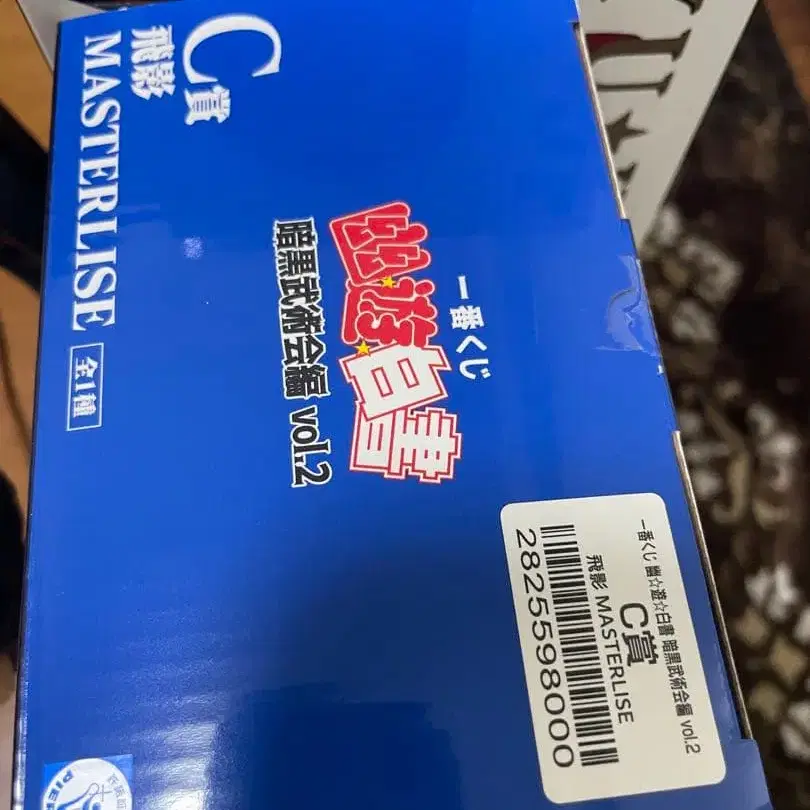 C賞
飛影
MASTERLISE 全1種
一番くじ
幽☆遊☆白書
暗黒武術会編 vol.2
一番くじ 幽☆遊☆白書 暗黒武術会編 vol.2
C賞
飛影 MASTERLISE
2825598000